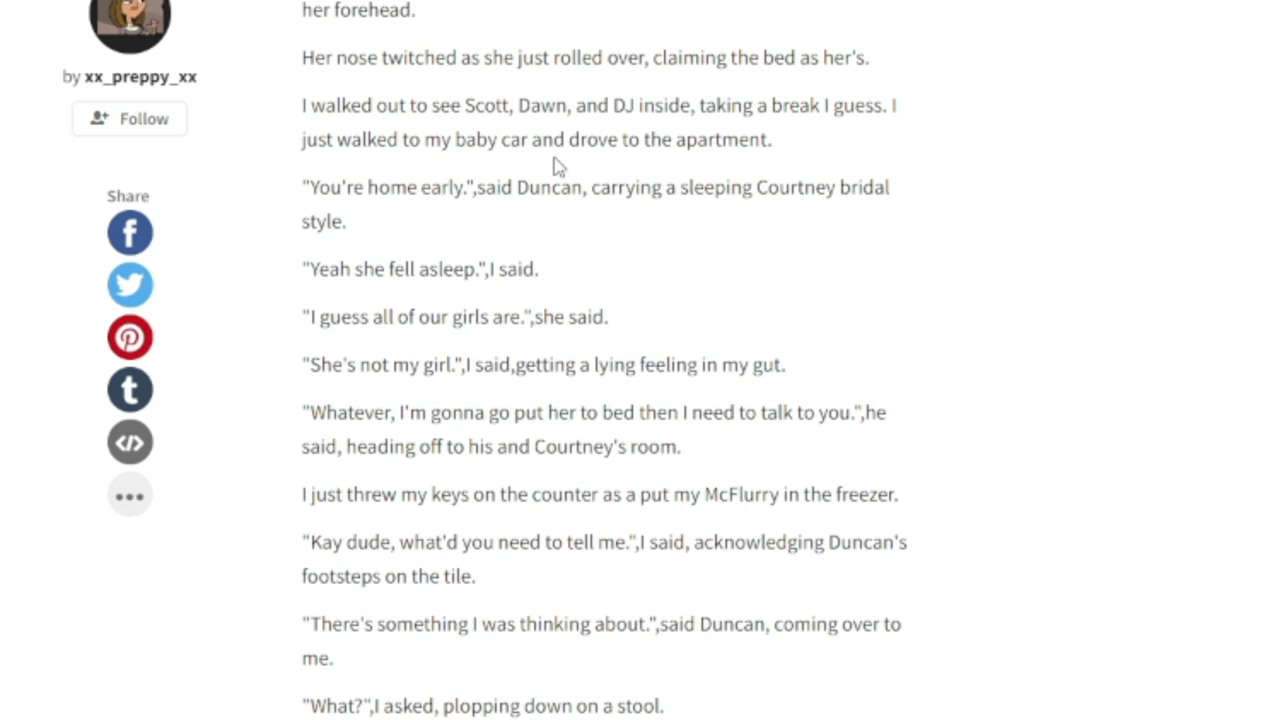 her forehead.
Her nose twitched as she just rolled over, claiming the bed as her's.
by xx_preppy_xx
I walked out to see Scott, Dawn, and DJ inside, taking a break I guess. I
Follow
just walked to my baby car and drove to the apartment.
"You're home early.",said Duncan, carrying a sleeping Courtney bridal
Share
style.
"Yeah she fell asleep.",I said.
"I guess all of our girls are.",she said.
"She's not my girl.",I said,getting a lying feeling in my gut.
"Whatever, I'm gonna go put her to bed then I need to talk to you.",he
said, heading off to his and Courtney's room.
I just threw my keys on the counter as a put my McFlurry in the freezer.
"Kay dude, what'd you need to tell me.",I said, acknowledging Duncan's
footsteps on the tile.
"There's something I was thinking about.",said Duncan, coming over to
me.
"What?",I asked, plopping down on a stool.